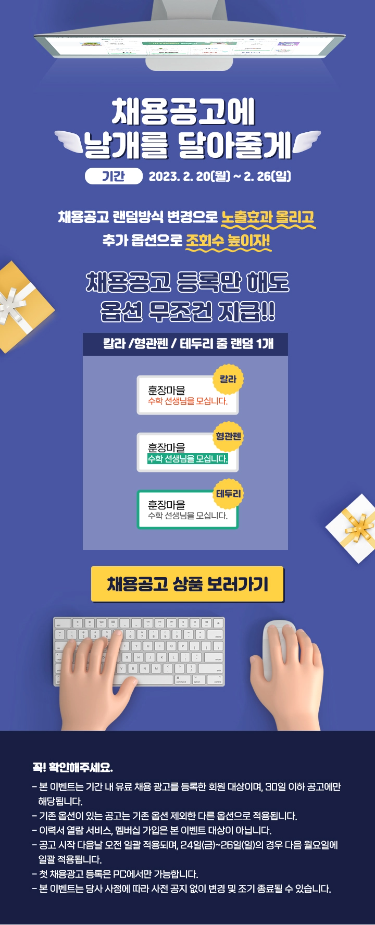 채용공고에
날개를 달아줄게
기간 2023. 2. 20(월) ~ 2. 26(일)
채용공고 랜덤방식 변경으로 노출효과 올리고
추가 옵션으로 조회수 높이자!
채용공고 등록만 해도
옵션 무조건 지급!!
칼라 /형관펜 / 테두리 중 랜덤 1개
칼라
훈장마을
수학 선생님을 모십니다.
형관펜
훈장마을
수학 선생님을 모십니다.
테두리
훈장마을
수학 선생님을 모십니다.
채용공고 상품 보러가기
꼭! 확인해주세요.
– 본 이벤트는 기간 내 유료 채용 광고를 등록한 회원 대상이며, 30일 이하 공고에만
해당됩니다.
– 기존 옵션이 있는 공고는 기존 옵션 제외한 다른 옵션으로 적용됩니다.
– 이력서 열람 서비스, 멤버십 가입은 본 이벤트 대상이 아닙니다.
– 공고 시작 다음날 오전 일괄 적용되며, 24일(금)~26일(일)의 경우 다음 월요일에
일괄 적용됩니다.
– 첫 채용광고 등록은 PC에서만 가능합니다.
– 본 이벤트는 당사 사정에 따라 사전 공지 없이 변경 및 조기 종료될 수 있습니다.